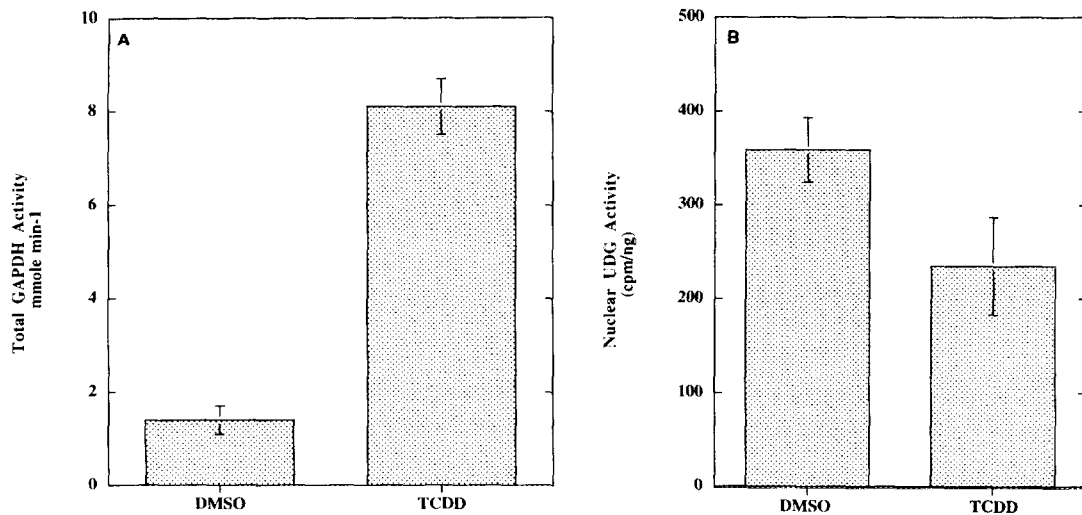 A
Total GAPDH Activity
mmole min-1
10
8
6
4
2
0
DMSO
TCDD
B
Nuclear UDG Activity
(cpm/ng)
500
400
300
200
100
0
DMSO
TCDD